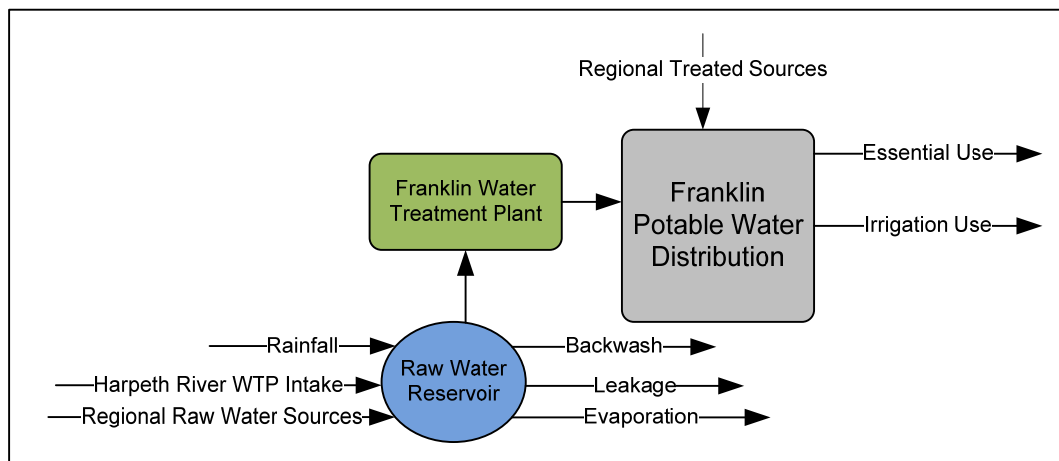 Regional Treated Sources
Essential Use
Franklin Water
Treatment Plant
Franklin
Potable Water
Distribution
Irrigation Use
Rainfall
Backwash
Raw Water
Reservoir
Harpeth River WTP Intake
Leakage
Regional Raw Water Sources
Evaporation